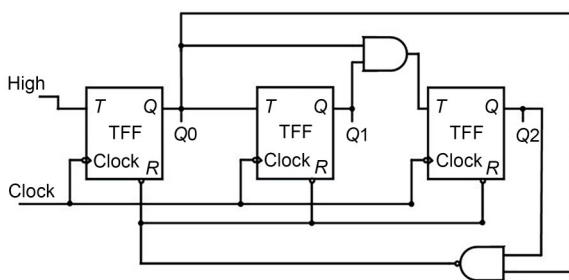 High
T Q
TFF
Clock
R
Q0
T Q
TFF
Clock
R
Q1
T Q
TFF
Clock
R
Q2
Clock